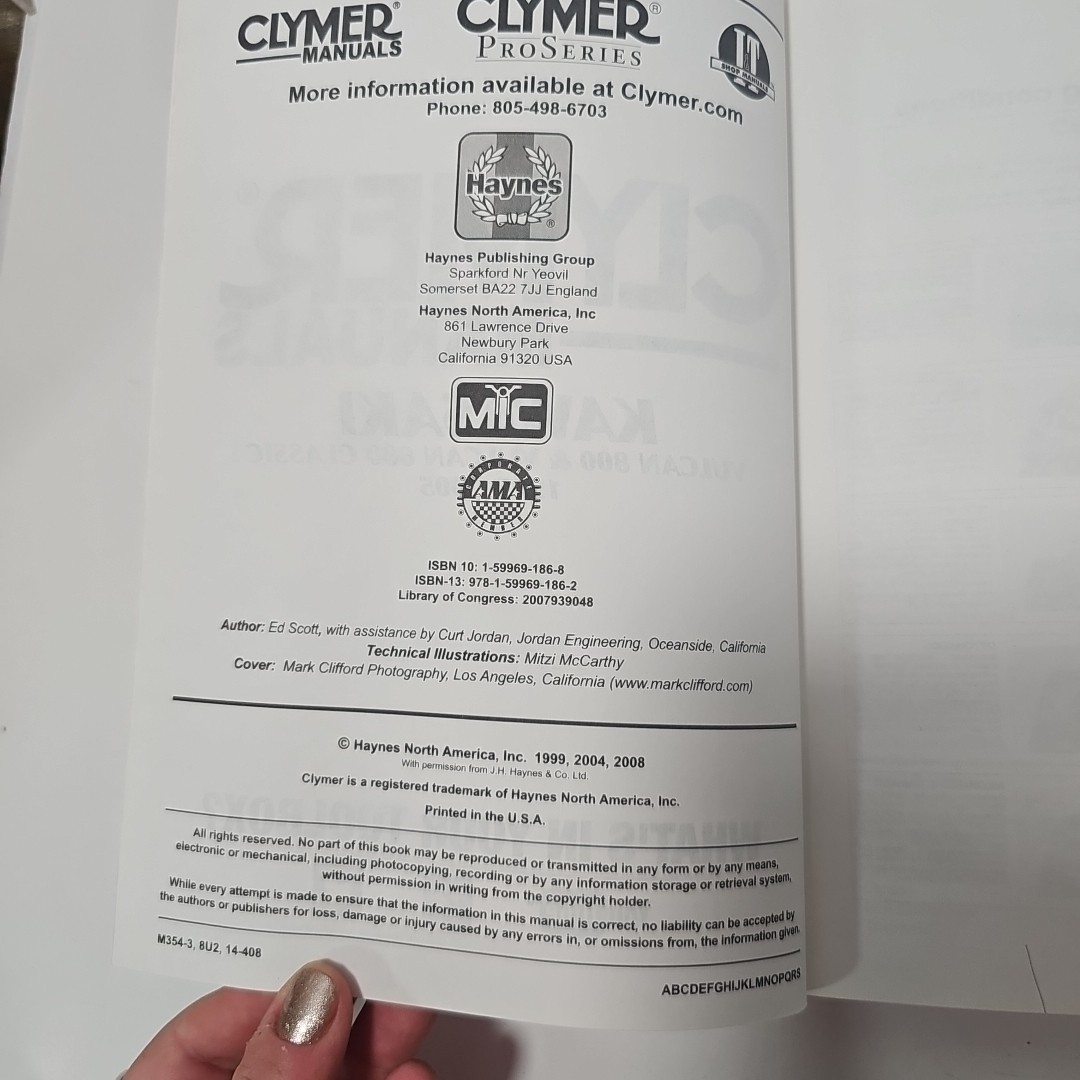 CLYMER®
MANUALS
CLYMER®
PROSERIES
I&T
SHOP MANUALS
More information available at Clymer.com
Phone: 805-498-6703
Haynes
®
Haynes Publishing Group
Sparkford Nr Yeovil
Somerset BA22 7JJ England
Haynes North America, Inc
861 Lawrence Drive
Newbury Park
California 91320 USA
MIC
CORPORATE
AMA
MEMBER
ISBN 10: 1-59969-186-8
ISBN-13: 978-1-59969-186-2
Library of Congress: 2007939048
Author: Ed Scott, with assistance by Curt Jordan, Jordan Engineering, Oceanside, California
Technical Illustrations: Mitzi McCarthy
Cover: Mark Clifford Photography, Los Angeles, California (www.markclifford.com)
© Haynes North America, Inc. 1999, 2004, 2008
With permission from J.H. Haynes & Co. Ltd.
Clymer is a registered trademark of Haynes North America, Inc.
Printed in the U.S.A.
All rights reserved. No part of this book may be reproduced or transmitted in any form or by any means,
electronic or mechanical, including photocopying, recording or by any information storage or retrieval system,
without permission in writing from the copyright holder.
While every attempt is made to ensure that the information in this manual is correct, no liability can be accepted by
the authors or publishers for loss, damage or injury caused by any errors in, or omissions from, the information given.
M354-3, 8U2, 14-408
ABCDEFGHIJKLMNOPQRS